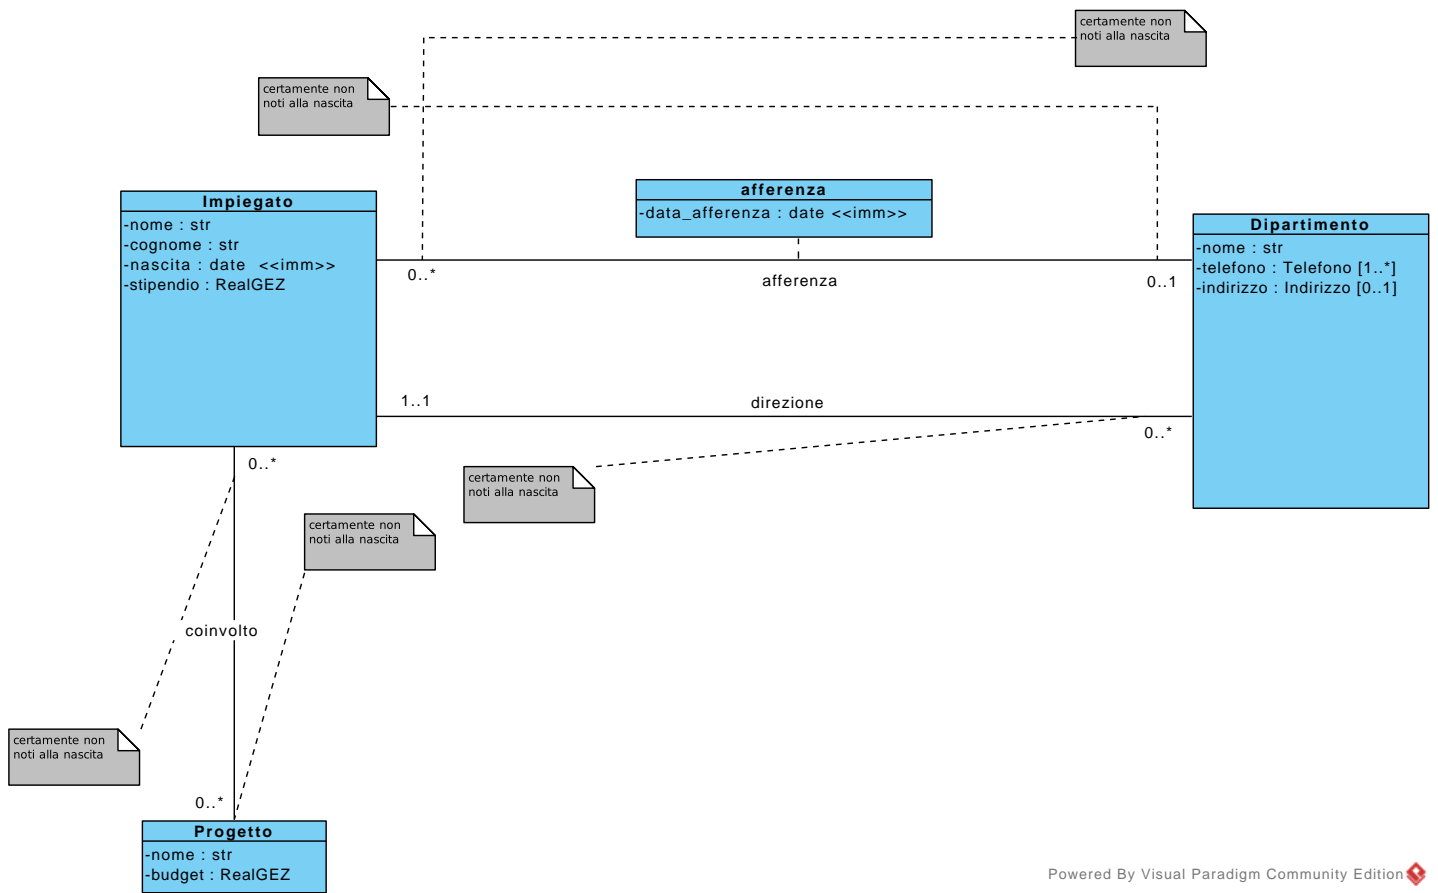 certamente non
noti alla nascita
certamente non
noti alla nascita
afferenza
-data_afferenza : date <<imm>>
Impiegato
-nome : str
-cognome : str
-nascita : date <<imm>>
-stipendio : RealGEZ
Dipartimento
-nome : str
-telefono : Telefono [1..*]
-indirizzo : Indirizzo [0..1]
0..*
afferenza
0..1
1..1
direzione
0..*
0..*
certamente non
noti alla nascita
certamente non
noti alla nascita
coinvolto
certamente non
noti alla nascita
0..*
Progetto
-nome : str
-budget : RealGEZ
Powered By Visual Paradigm Community Edition